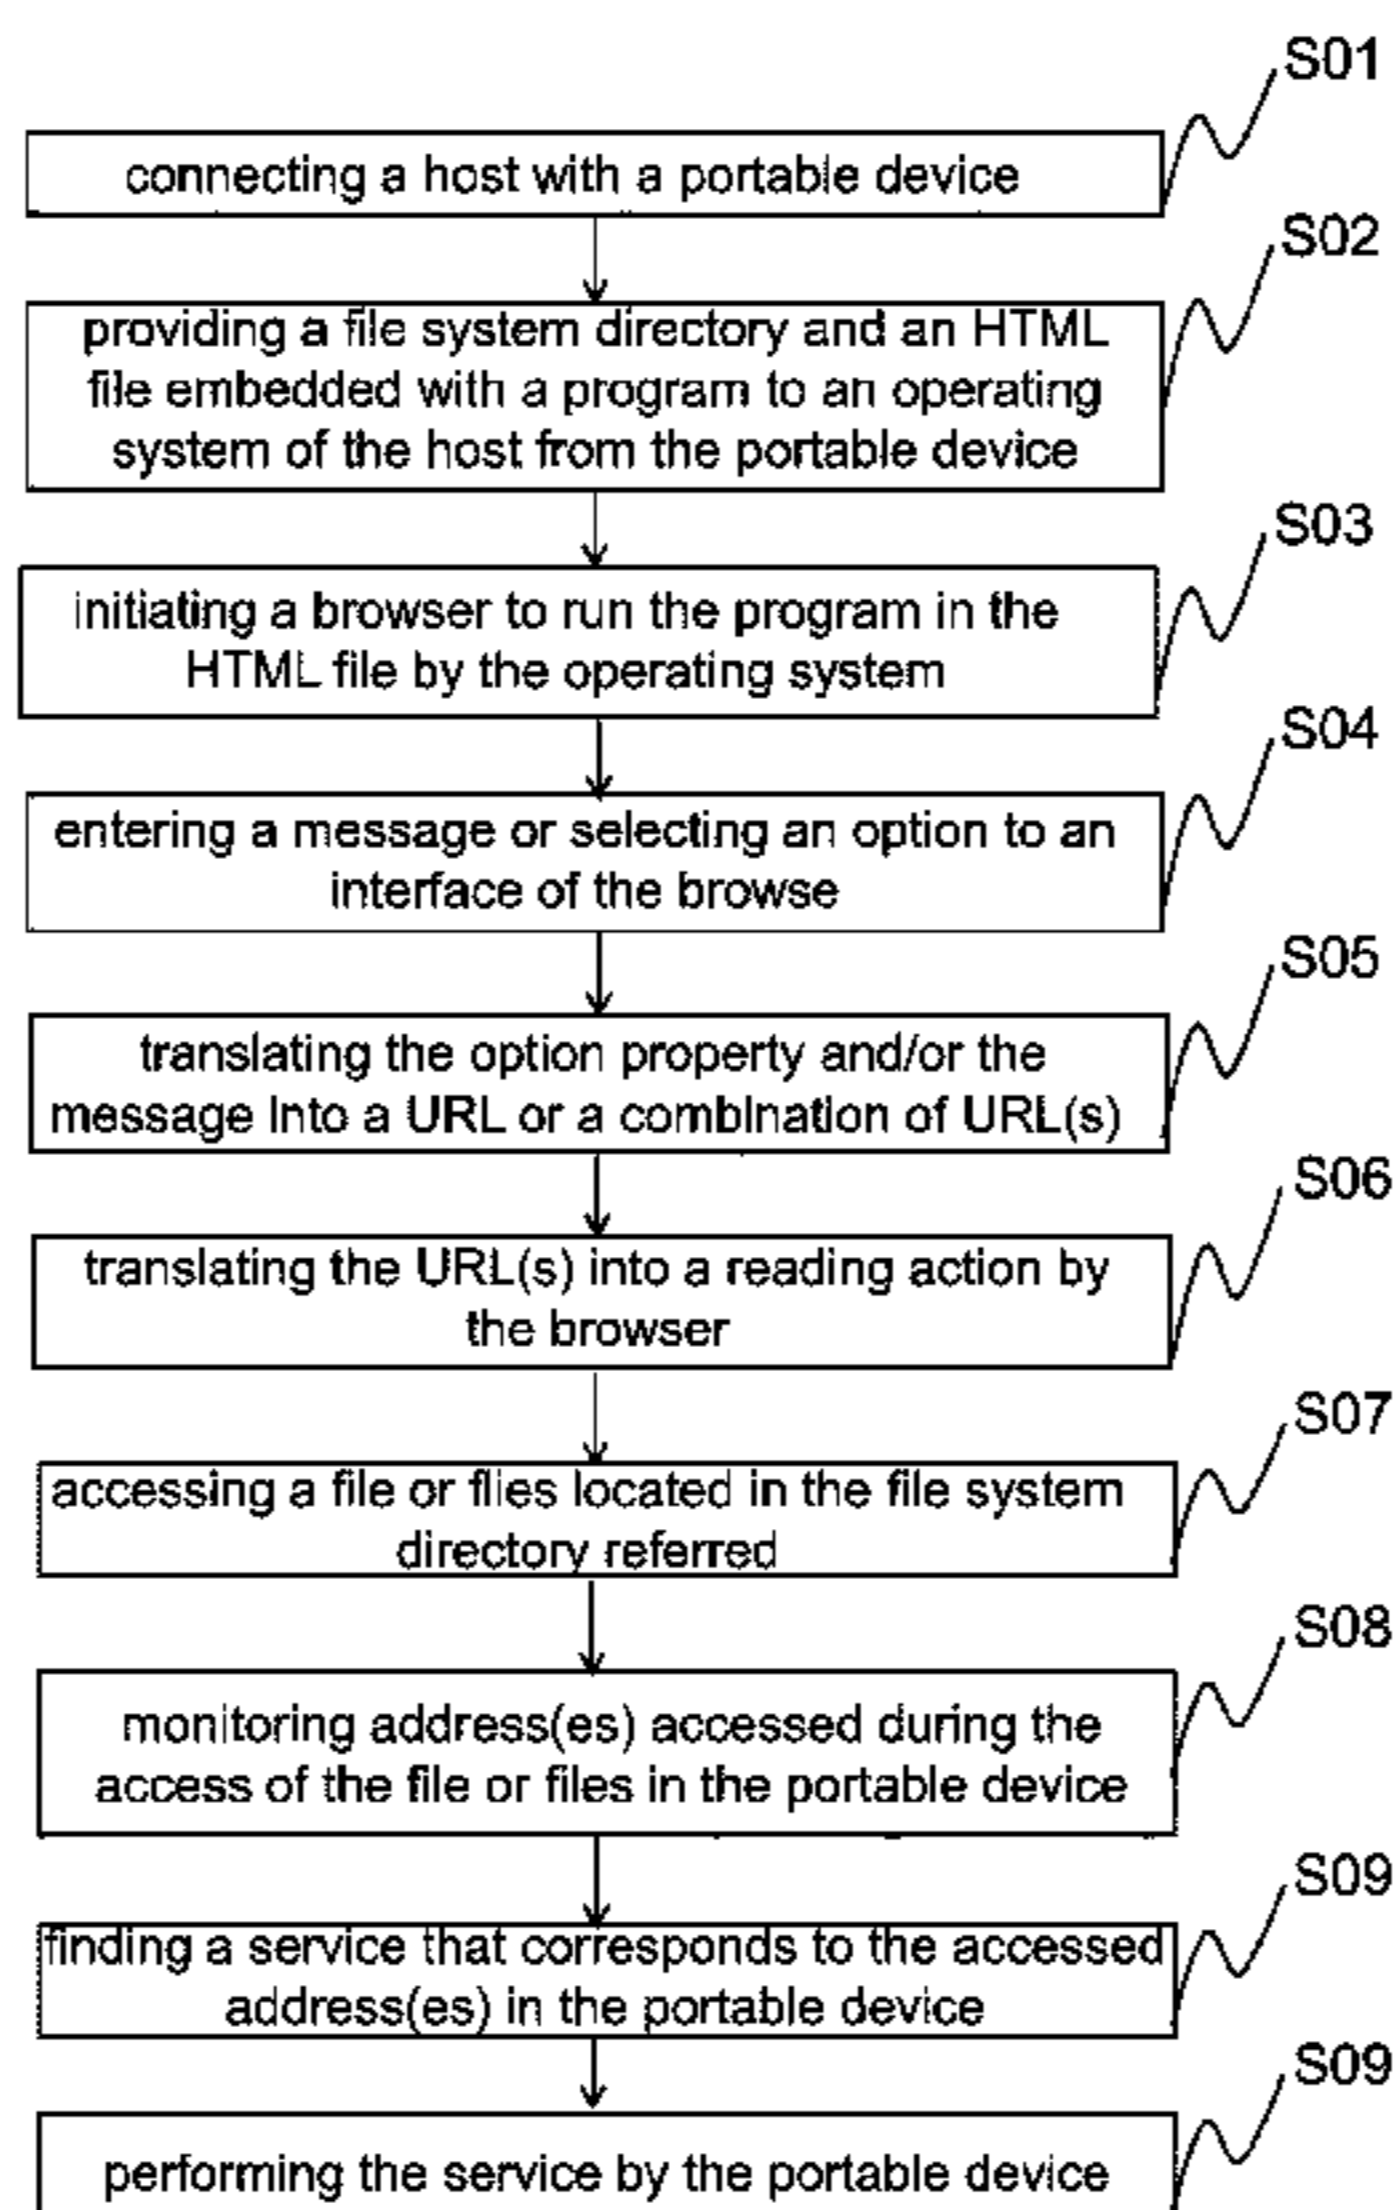 S01
connecting a host with a portable device
S02
providing a file system directory and an HTML
file embedded with a program to an operating
system of the host from the portable device
S03
initiating a browser to run the program in the
HTML file by the operating system
S04
entering a message or selecting an option to an
interface of the browse
S05
translating the option property and/or the
message into a URL or a combination of URL(s)
S06
translating the URL(s) into a reading action by
the browser
S07
accessing a file or flies located in the file system
directory referred
S08
monitoring address(es) accessed during the
access of the file or files in the portable device
S09
finding a service that corresponds to the accessed
address(es) in the portable device
S09
performing the service by the portable device